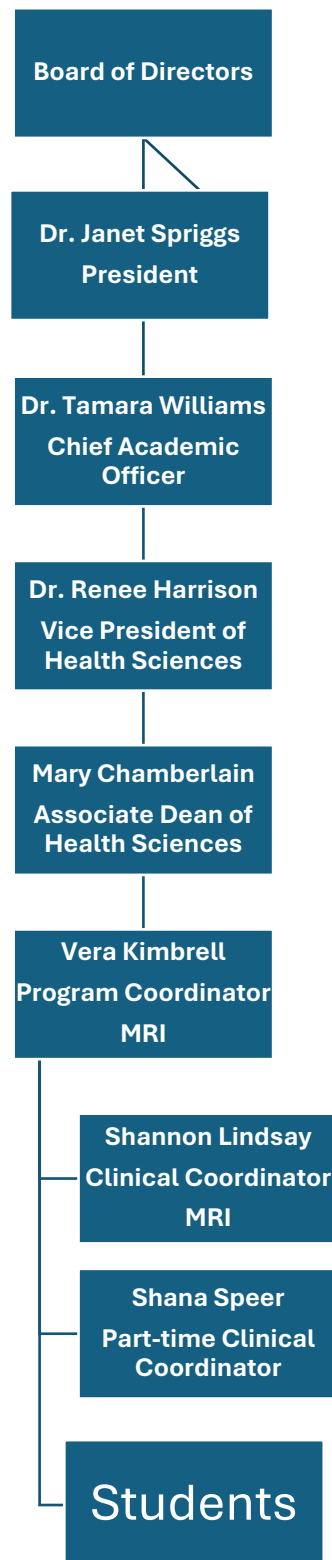 Board of Directors
Dr. Janet Spriggs
President
Dr. Tamara Williams
Chief Academic
Officer
Dr. Renee Harrison
Vice President of
Health Sciences
Mary Chamberlain
Associate Dean of
Health Sciences
Vera Kimbrell
Program Coordinator
MRI
Shannon Lindsay
Clinical Coordinator
MRI
Shana Speer
Part-time Clinical
Coordinator
Students